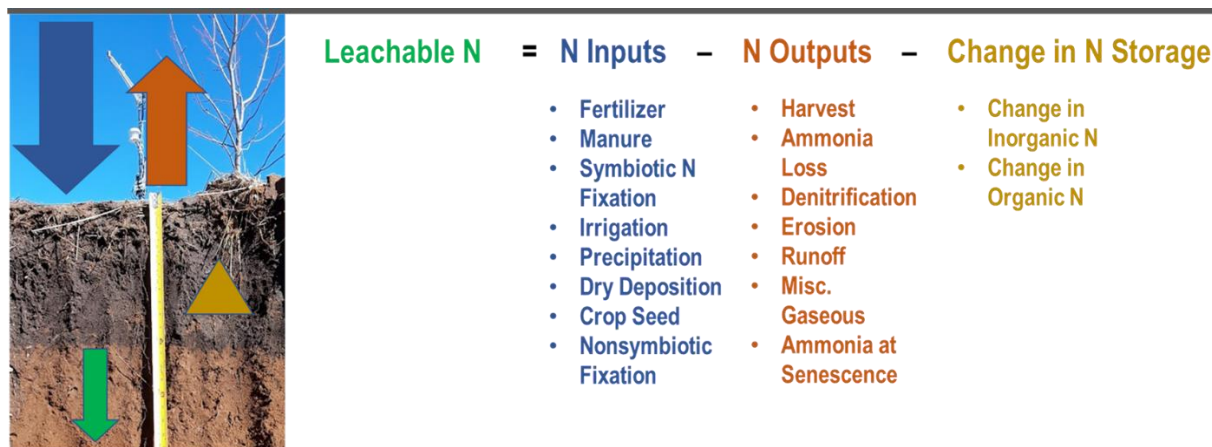 Leachable N = N Inputs – N Outputs – Change in N Storage
• Fertilizer
• Manure
• Symbiotic N
Fixation
• Irrigation
• Precipitation
• Dry Deposition
• Crop Seed
• Nonsymbiotic
Fixation
• Harvest
• Ammonia
Loss
• Denitrification
• Erosion
• Runoff
• Misc.
Gaseous
• Ammonia at
Senescence
• Change in
Inorganic N
• Change in
Organic N